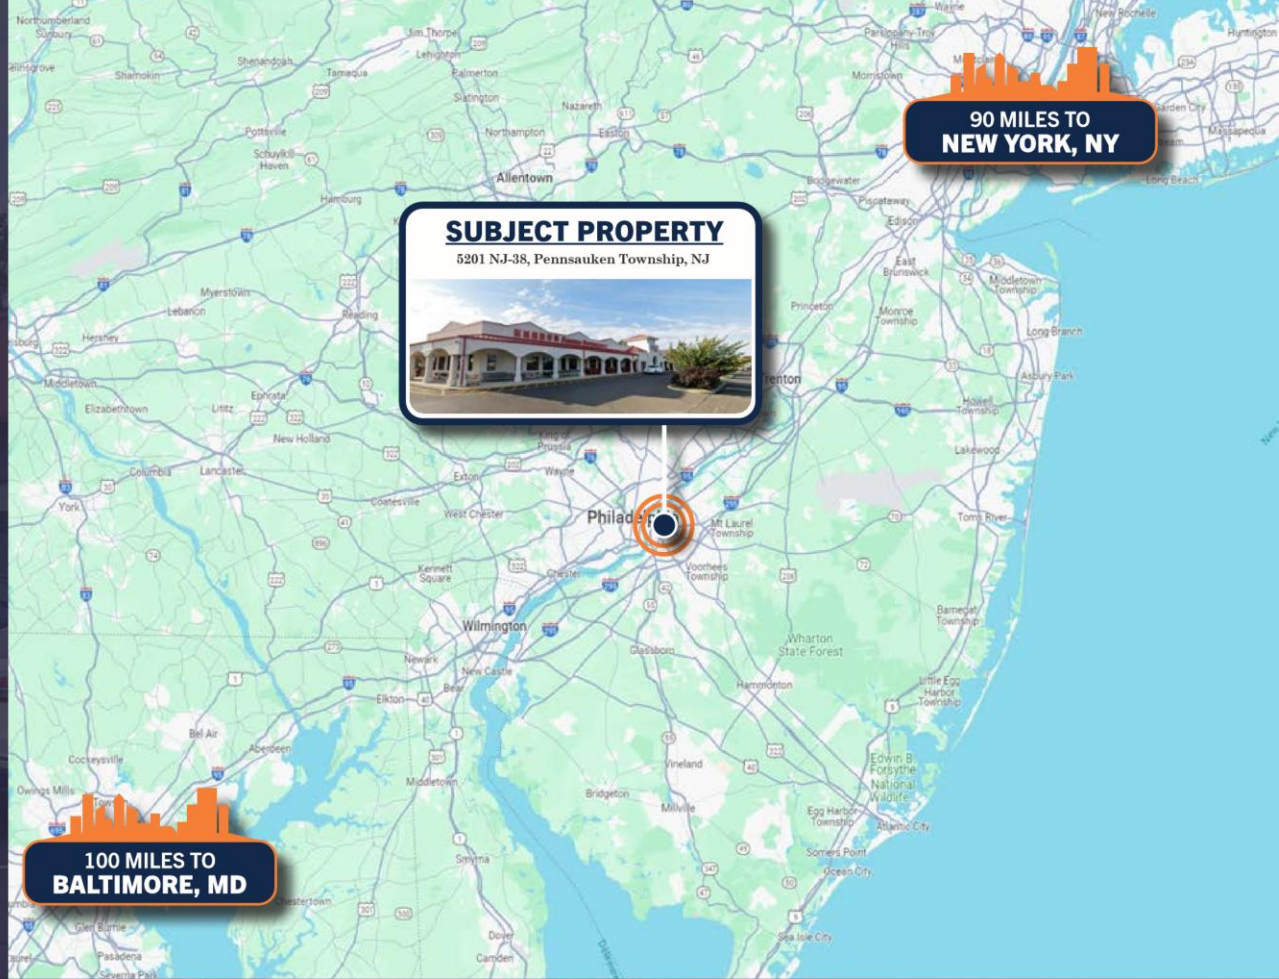 Northumberland
Wayne
New Rochelle
Sunbury
Jim Thorpe
Parsippany-Troy
Hills
Huntington
Lehighton
Shenandoah
Tamaqua
Palmerton
Shamokin
Morristown
Slatington
Nazareth
90 MILES TO
NEW YORK, NY
Garden City
Massapequa
Pottsville
Northampton
Easton
Schuylkill
Haven
Allentown
Bridgewater
Long Beach
Hamburg
Piscataway
Edison
SUBJECT PROPERTY
5201 NJ-38, Pennsauken Township, NJ
East
Brunswick
Middletown
Township
Myerstown
Lebanon
Reading
Princeton
Monroe
Township
Hershey
Long Branch
Middletown
Asbury Park
Ephrata
Elizabethtown
Lititz
Howell
Township
New Holland
Prussia
Lakewood
Columbia
Lancaster
Exton
Wayne
York
Coatesville
West Chester
Mt Laurel
Township
Toms River
Kennett
Square
Chester
Voorhees
Township
Barnegat
Township
Wilmington
Glassboro
Wharton
State Forest
Newark
New Castle
Bear
Elkton
Hammonton
Little Egg
Harbor
Township
Bel Air
Aberdeen
Cockeysville
Vineland
Edwin B
Forsythe
National
Wildlife
Owings Mills
Middletown
Bridgeton
Millville
Egg Harbor
Township
Atlantic City
100 MILES TO
BALTIMORE, MD
Smyrna
Somers Point
Ocean City
Chestertown
Glen Burnie
Dover
Sea Isle City
Pasadena
Camden
Severna Park